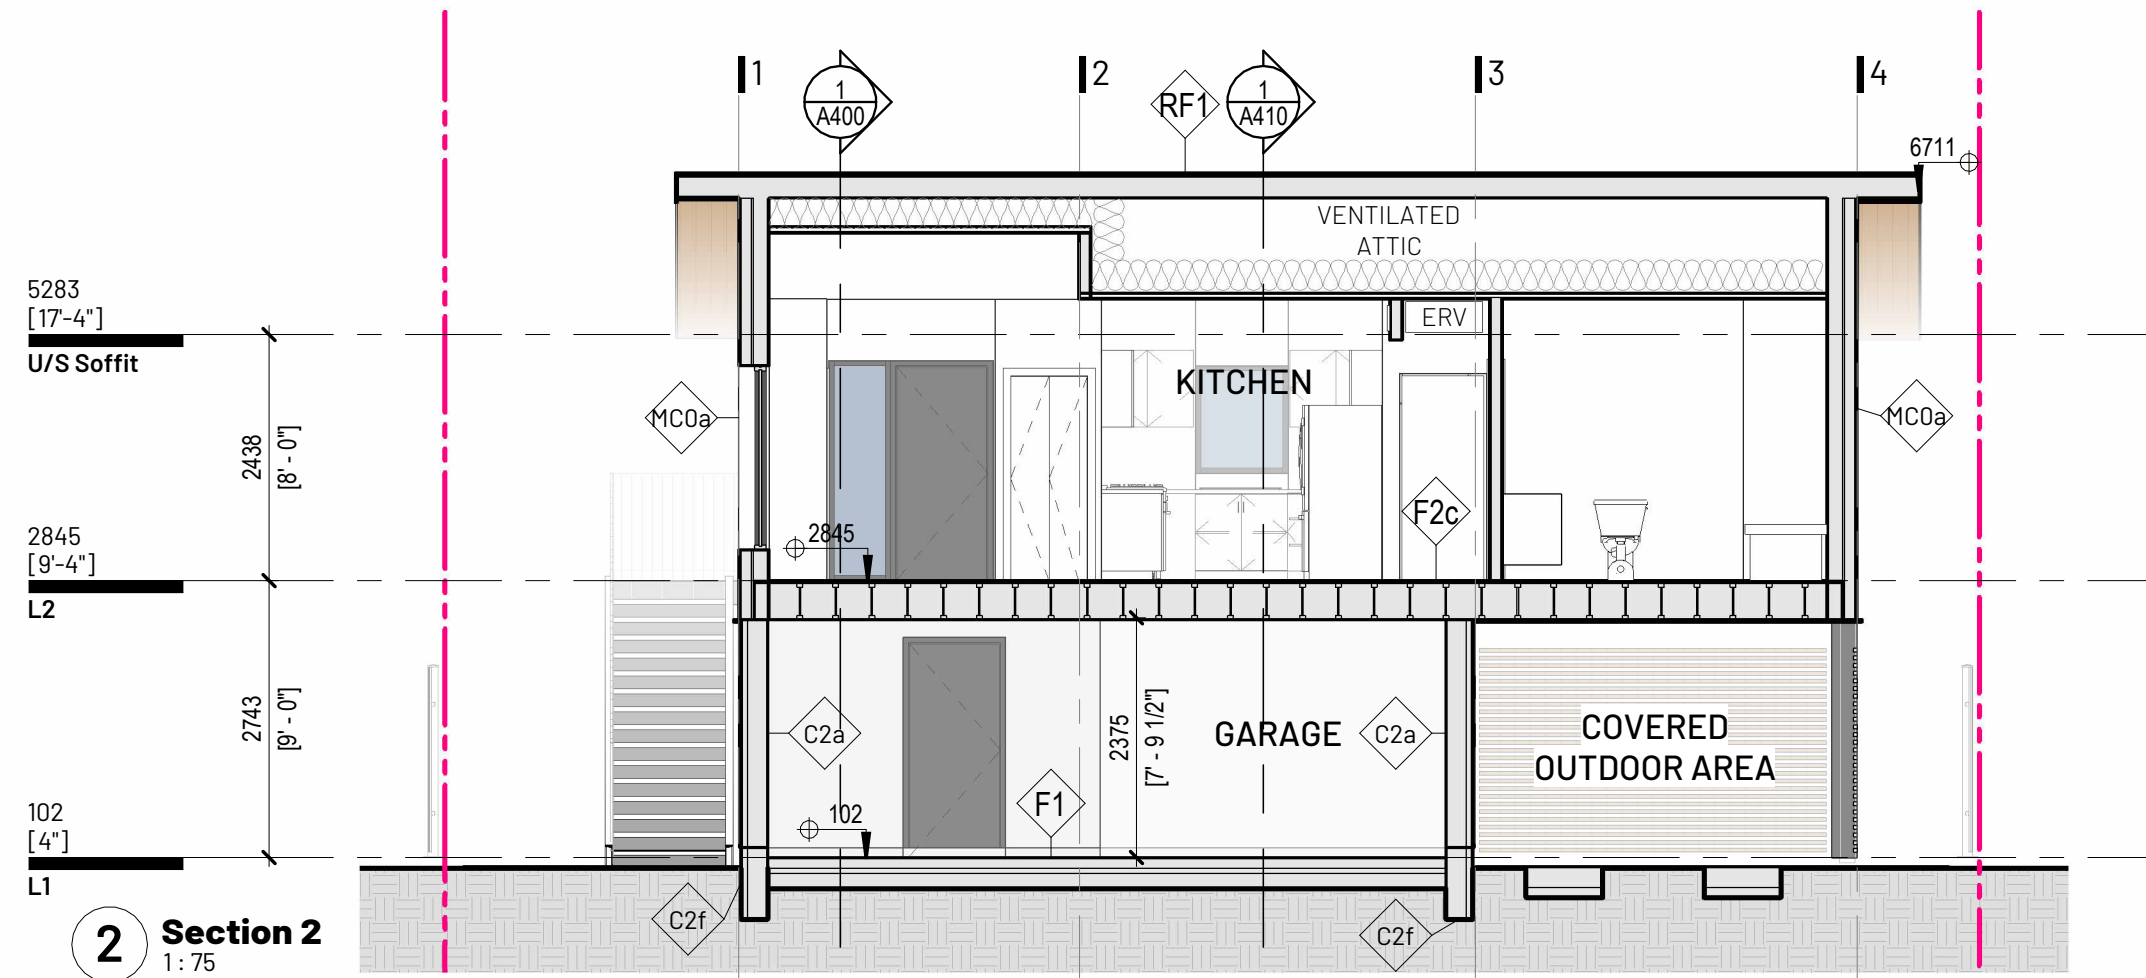 1
2
3
4
1
A400
RF1
1
A410
6711
VENTILATED
ATTIC
5283
[17'-4"]
U/S Soffit
ERV
KITCHEN
MC0a
MC0a
2438
[8' - 0"]
F2c
2845
2845
[9'-4"]
L2
2743
[9' - 0"]
C2a
2375
[7' - 9 1/2"]
GARAGE
C2a
COVERED
OUTDOOR AREA
F1
102
102
[4"]
L1
C2f
C2f
2
Section 2
1 : 75